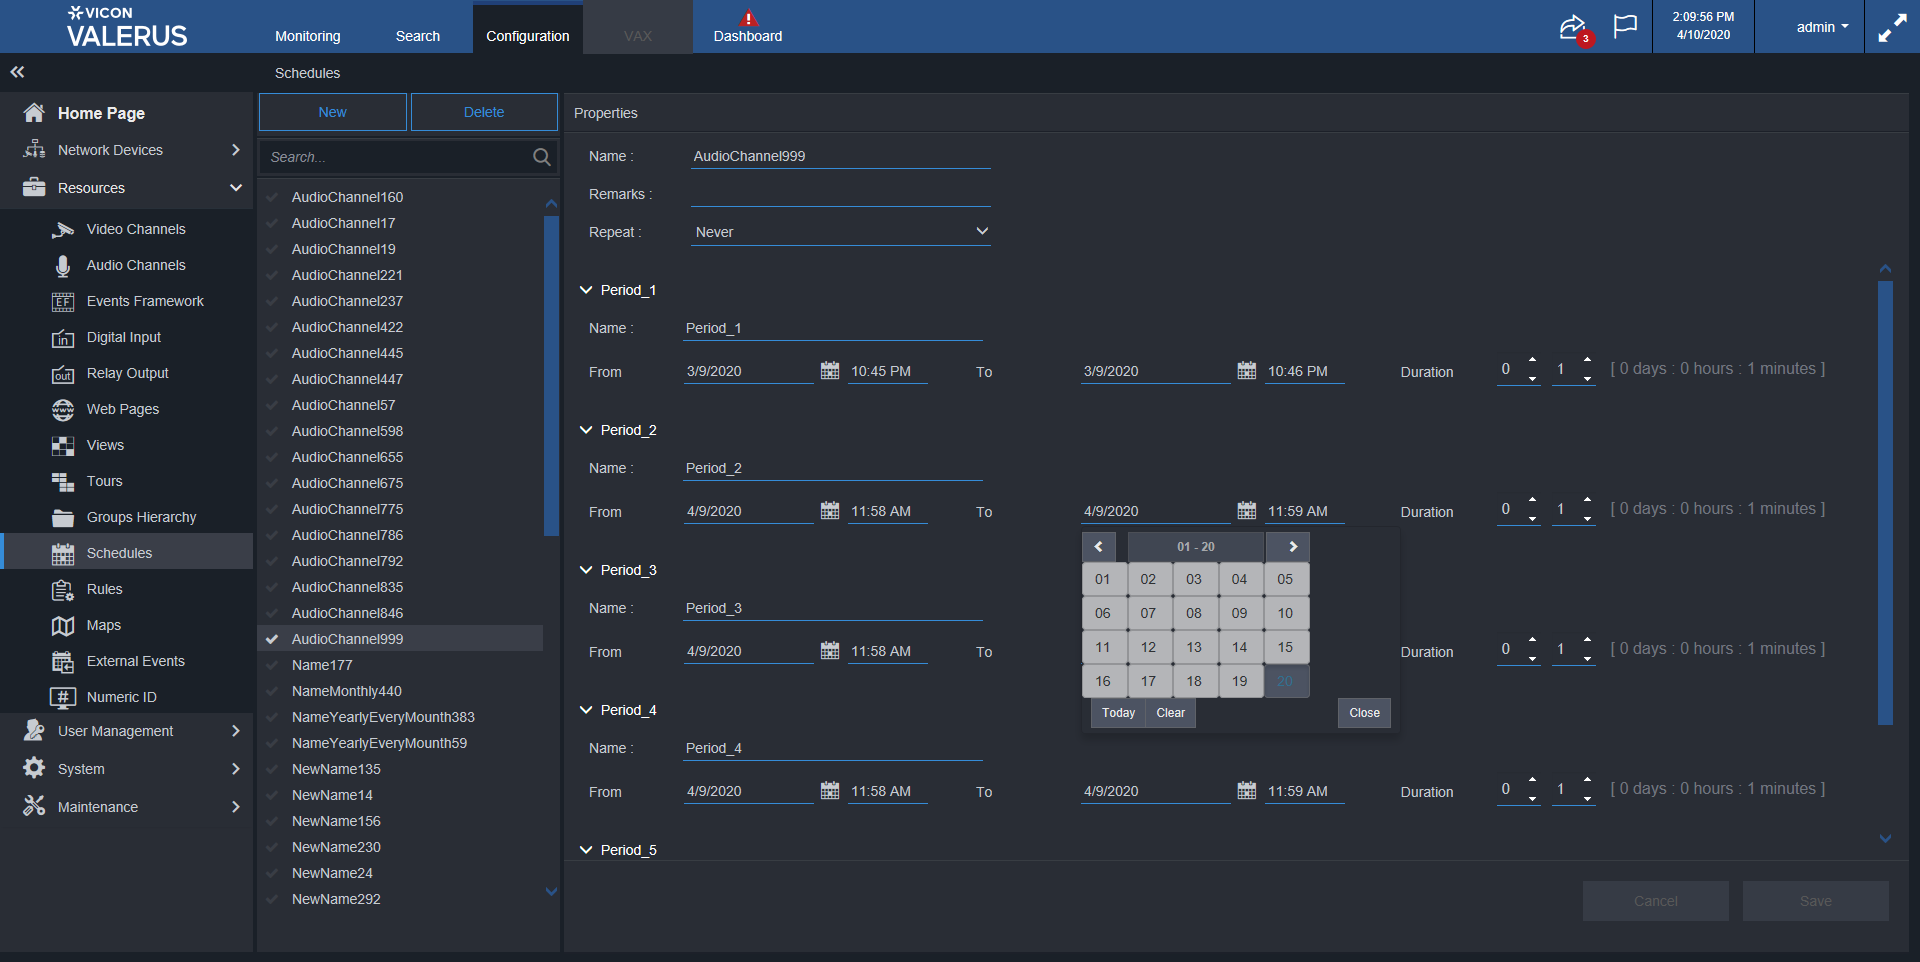 VICON
VALERUS
Monitoring
Search
Configuration
VAX
Dashboard
3
2:09:56 PM
4/10/2020
admin
Schedules
Home Page
Network Devices
Resources
Video Channels
Audio Channels
EF
Events Framework
in
Digital Input
out
Relay Output
www
Web Pages
Views
Tours
Groups Hierarchy
Schedules
Rules
Maps
External Events
#
Numeric ID
User Management
System
Maintenance
New
Delete
Search...
AudioChannel160
AudioChannel17
AudioChannel19
AudioChannel221
AudioChannel237
AudioChannel422
AudioChannel445
AudioChannel447
AudioChannel57
AudioChannel598
AudioChannel655
AudioChannel675
AudioChannel775
AudioChannel786
AudioChannel792
AudioChannel835
AudioChannel846
AudioChannel999
Name177
NameMonthly440
NameYearlyEveryMounth383
NameYearlyEveryMounth59
NewName135
NewName14
NewName156
NewName230
NewName24
NewName292
Properties
Name : AudioChannel999
Remarks :
Repeat : Never
Period_1
Name : Period_1
From 3/9/2020 10:45 PM To 3/9/2020 10:46 PM Duration 0 1 [ 0 days : 0 hours : 1 minutes ]
Period_2
Name : Period_2
From 4/9/2020 11:58 AM To 4/9/2020 11:59 AM Duration 0 1 [ 0 days : 0 hours : 1 minutes ]
01 - 20
01 02 03 04 05
06 07 08 09 10
11 12 13 14 15
16 17 18 19 20
Today Clear Close
Period_3
Name : Period_3
From 4/9/2020 11:58 AM To Duration 0 1 [ 0 days : 0 hours : 1 minutes ]
Period_4
Name : Period_4
From 4/9/2020 11:58 AM To 4/9/2020 11:59 AM Duration 0 1 [ 0 days : 0 hours : 1 minutes ]
Period_5
Cancel
Save